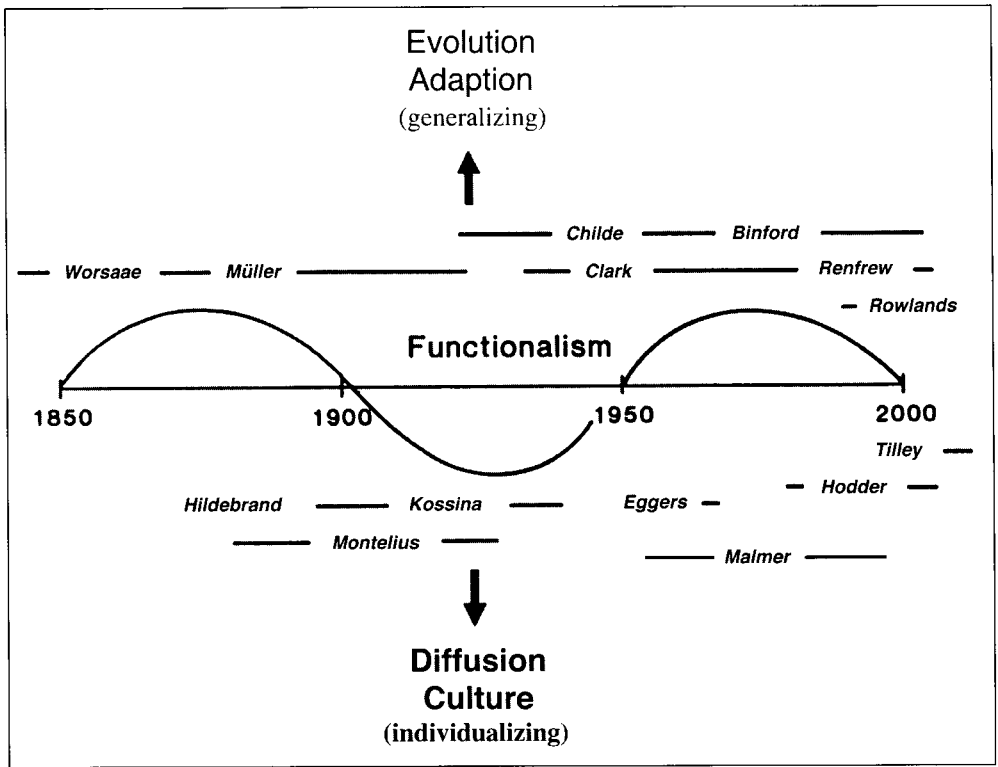 Evolution
Adaption
(generalizing)
Childe Binford
Worsaae Müller Clark Renfrew
Rowlands
Functionalism
1850 1900 1950 2000
Tilley
Hodder
Hildebrand Kossina Eggers
Montelius Malmer
Diffusion
Culture
(individualizing)